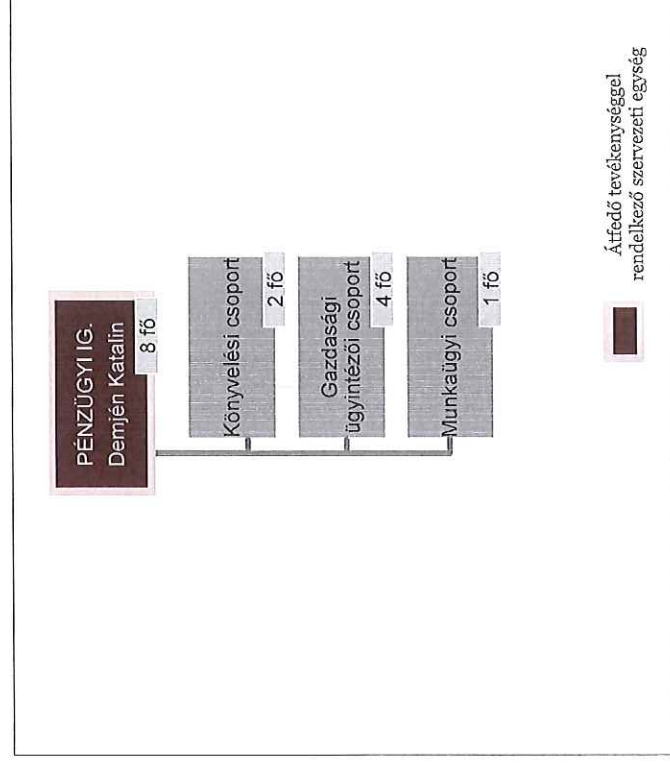 PÉNZÜGYI IG.
Demjén Katalin
8 fő
Könyvelési csoport
2 fő
Gazdasági
ügyintézői csoport
4 fő
Munkaügyi csoport
1 fő
Átfedő tevékenységgel
rendelkező szervezeti egység